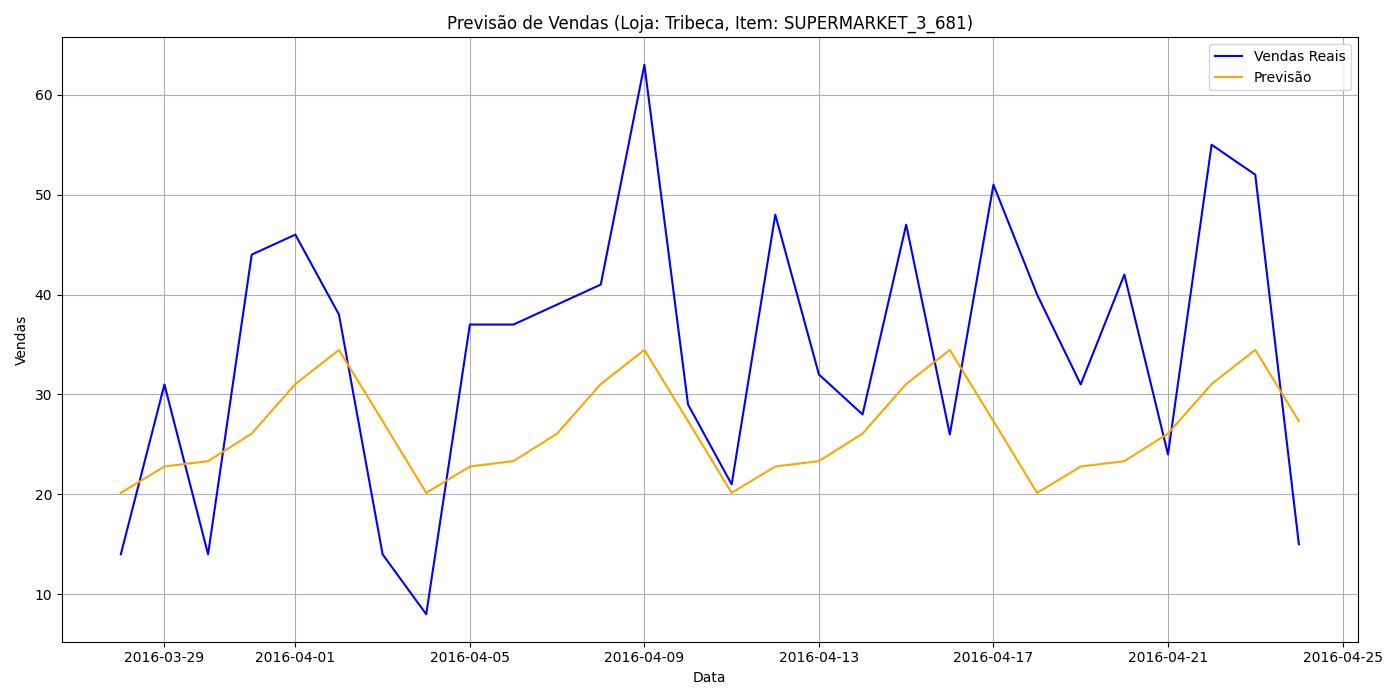 Previsão de Vendas (Loja: Tribeca, Item: SUPERMARKET_3_681)
Vendas Reais
Previsão
Vendas
60
50
40
30
20
10
2016-03-29
2016-04-01
2016-04-05
2016-04-09
2016-04-13
2016-04-17
2016-04-21
2016-04-25
Data